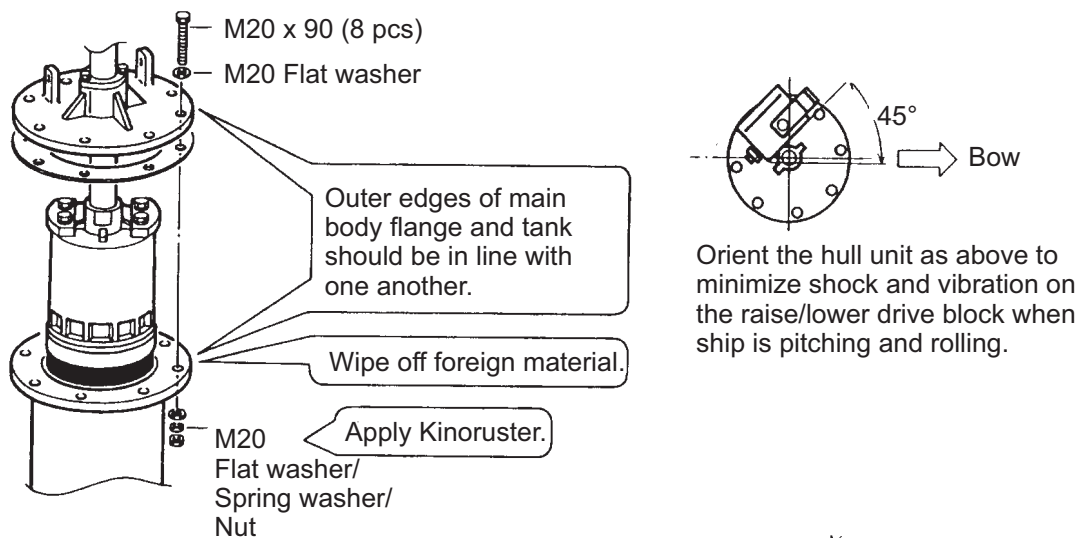 M20 x 90 (8 pcs)
M20 Flat washer
Outer edges of main
body flange and tank
should be in line with
one another.
Wipe off foreign material.
Apply Kinoruster.
M20
Flat washer/
Spring washer/
Nut
45°
Bow
Orient the hull unit as above to
minimize shock and vibration on
the raise/lower drive block when
ship is pitching and rolling.